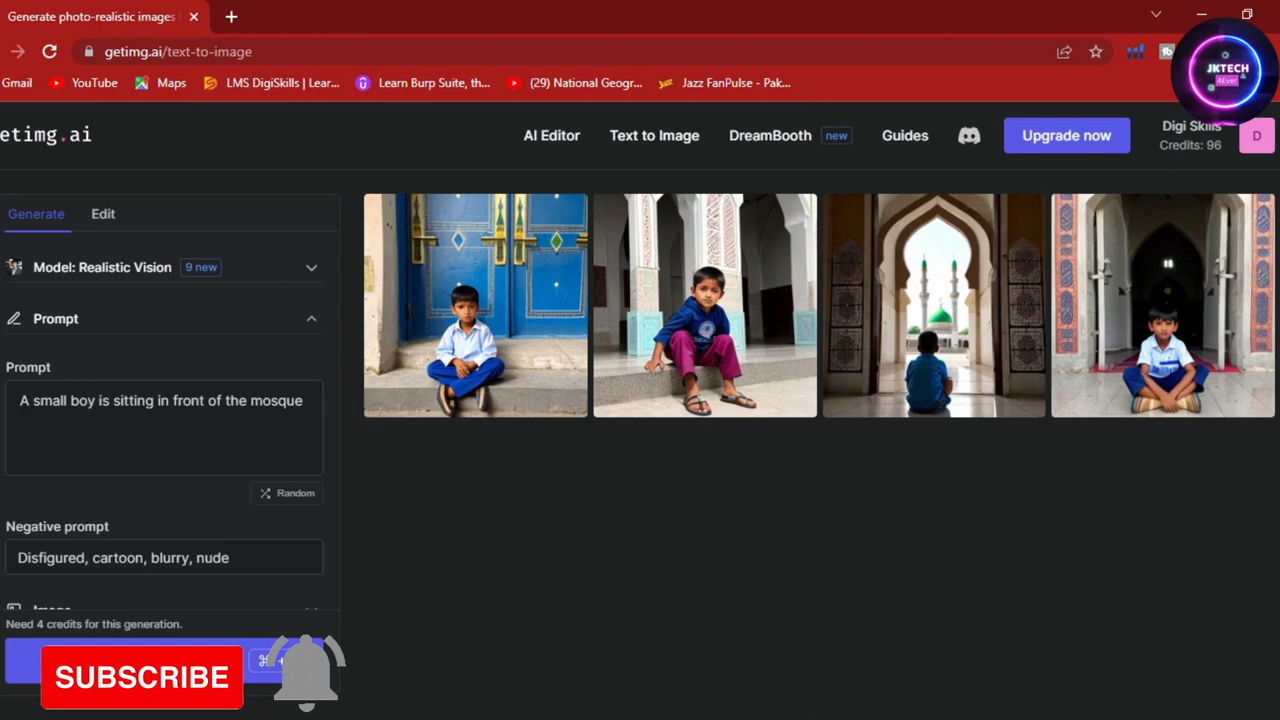 Generate photo-realistic images
getimg.ai/text-to-image
Gmail
YouTube
Maps
LMS DigiSkills | Lear...
Learn Burp Suite, th...
(29) National Geogr...
Jazz FanPulse - Pak...
JKTECH
4Ever
etimg.ai
AI Editor
Text to Image
DreamBooth new
Guides
Upgrade now
Digi Skills
Credits: 96
D
Generate Edit
Model: Realistic Vision 9 new
Prompt
Prompt
A small boy is sitting in front of the mosque
Random
Negative prompt
Disfigured, cartoon, blurry, nude
Image
Need 4 credits for this generation.
SUBSCRIBE